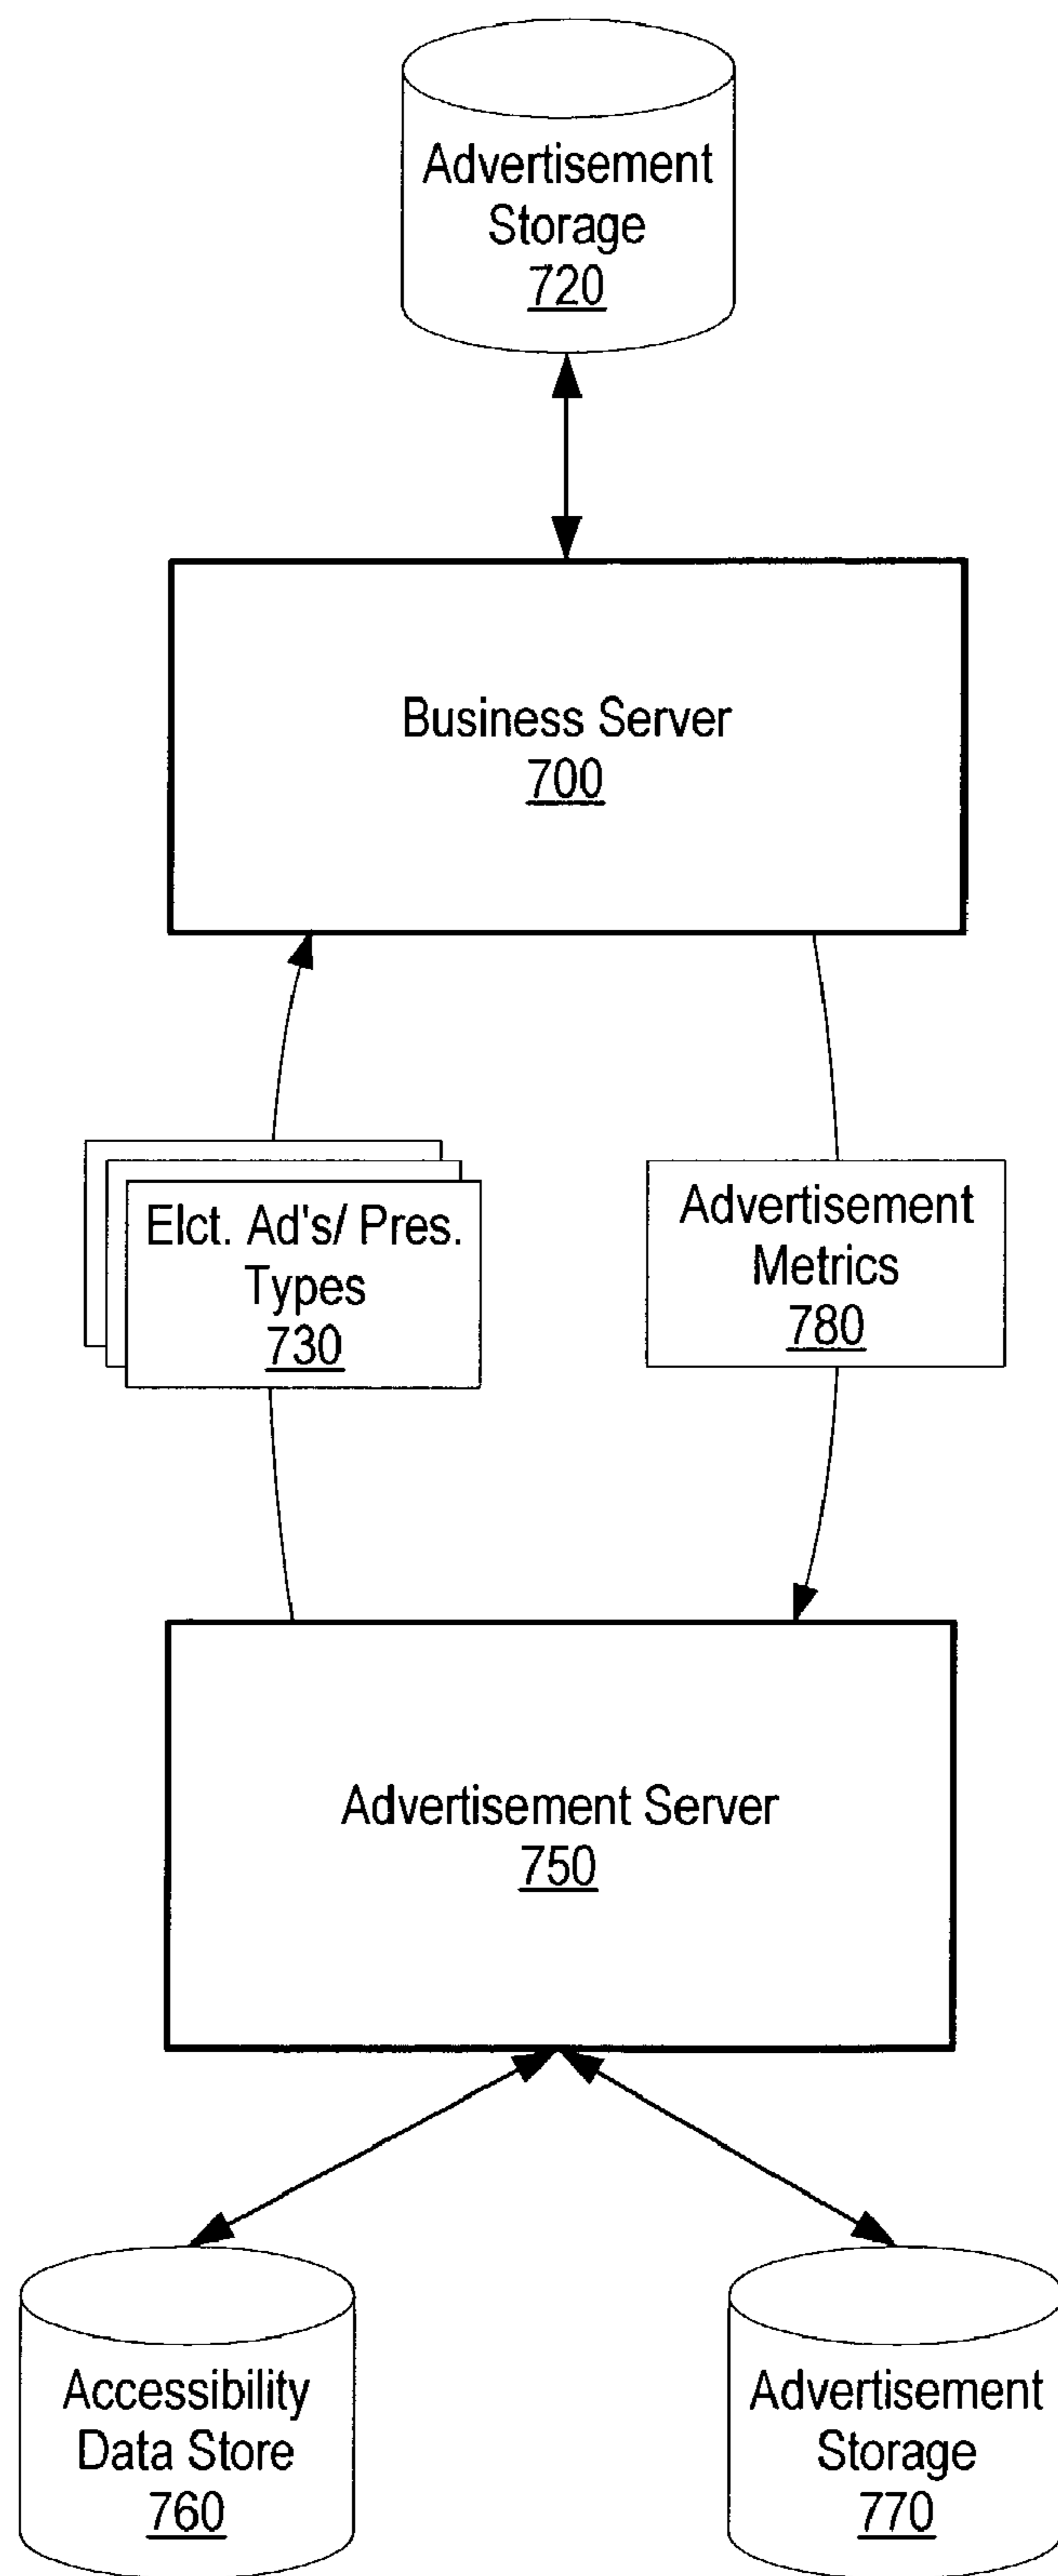 Advertisement
Storage
720
Business Server
700
Elct. Ad's/ Pres.
Types
730
Advertisement
Metrics
780
Advertisement Server
750
Accessibility
Data Store
760
Advertisement
Storage
770